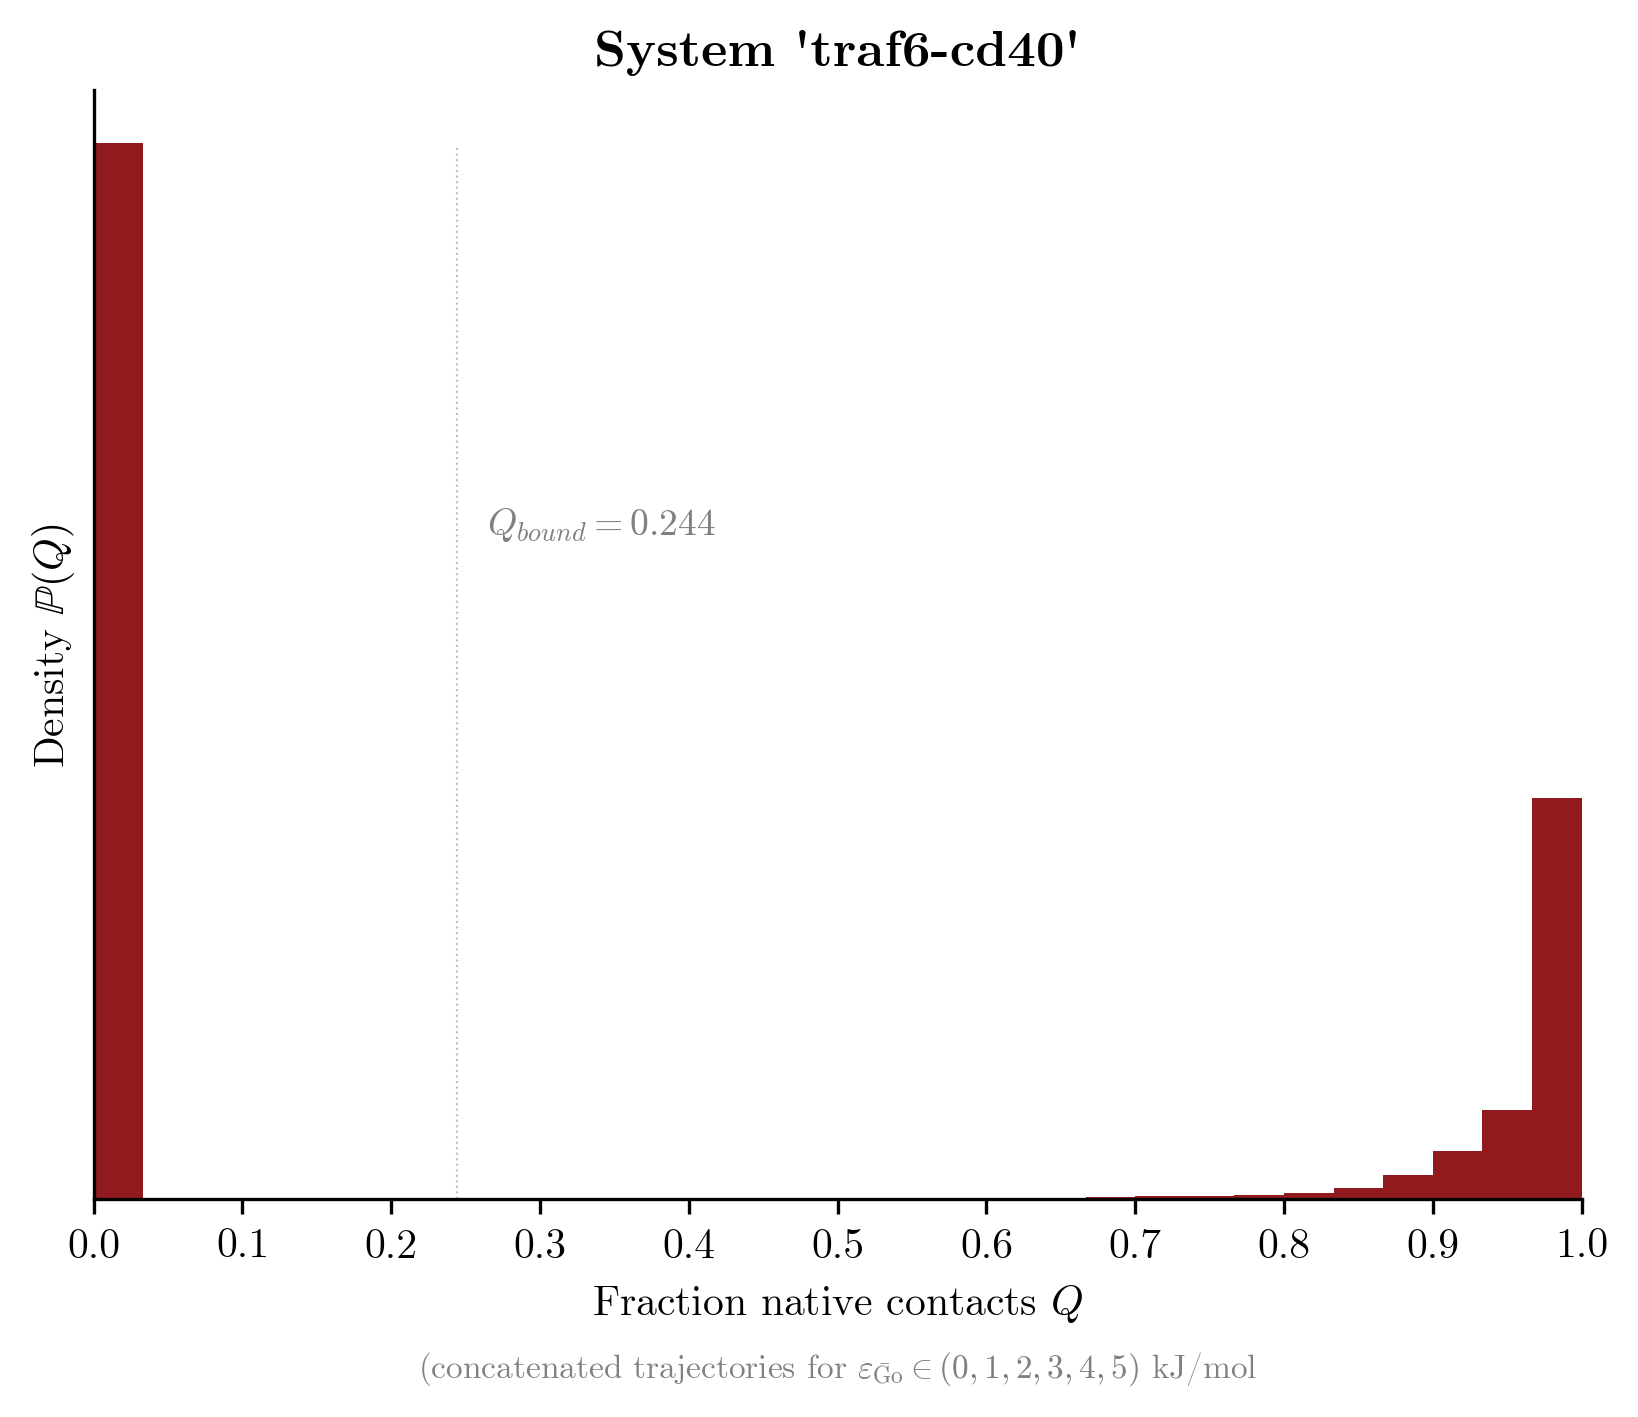 System 'traf6-cd40'
Density ℙ(Q)
Q_bound = 0.244
0.0 0.1 0.2 0.3 0.4 0.5 0.6 0.7 0.8 0.9 1.0
Fraction native contacts Q
(concatenated trajectories for ε_Ḡo ∈ (0, 1, 2, 3, 4, 5) kJ/mol